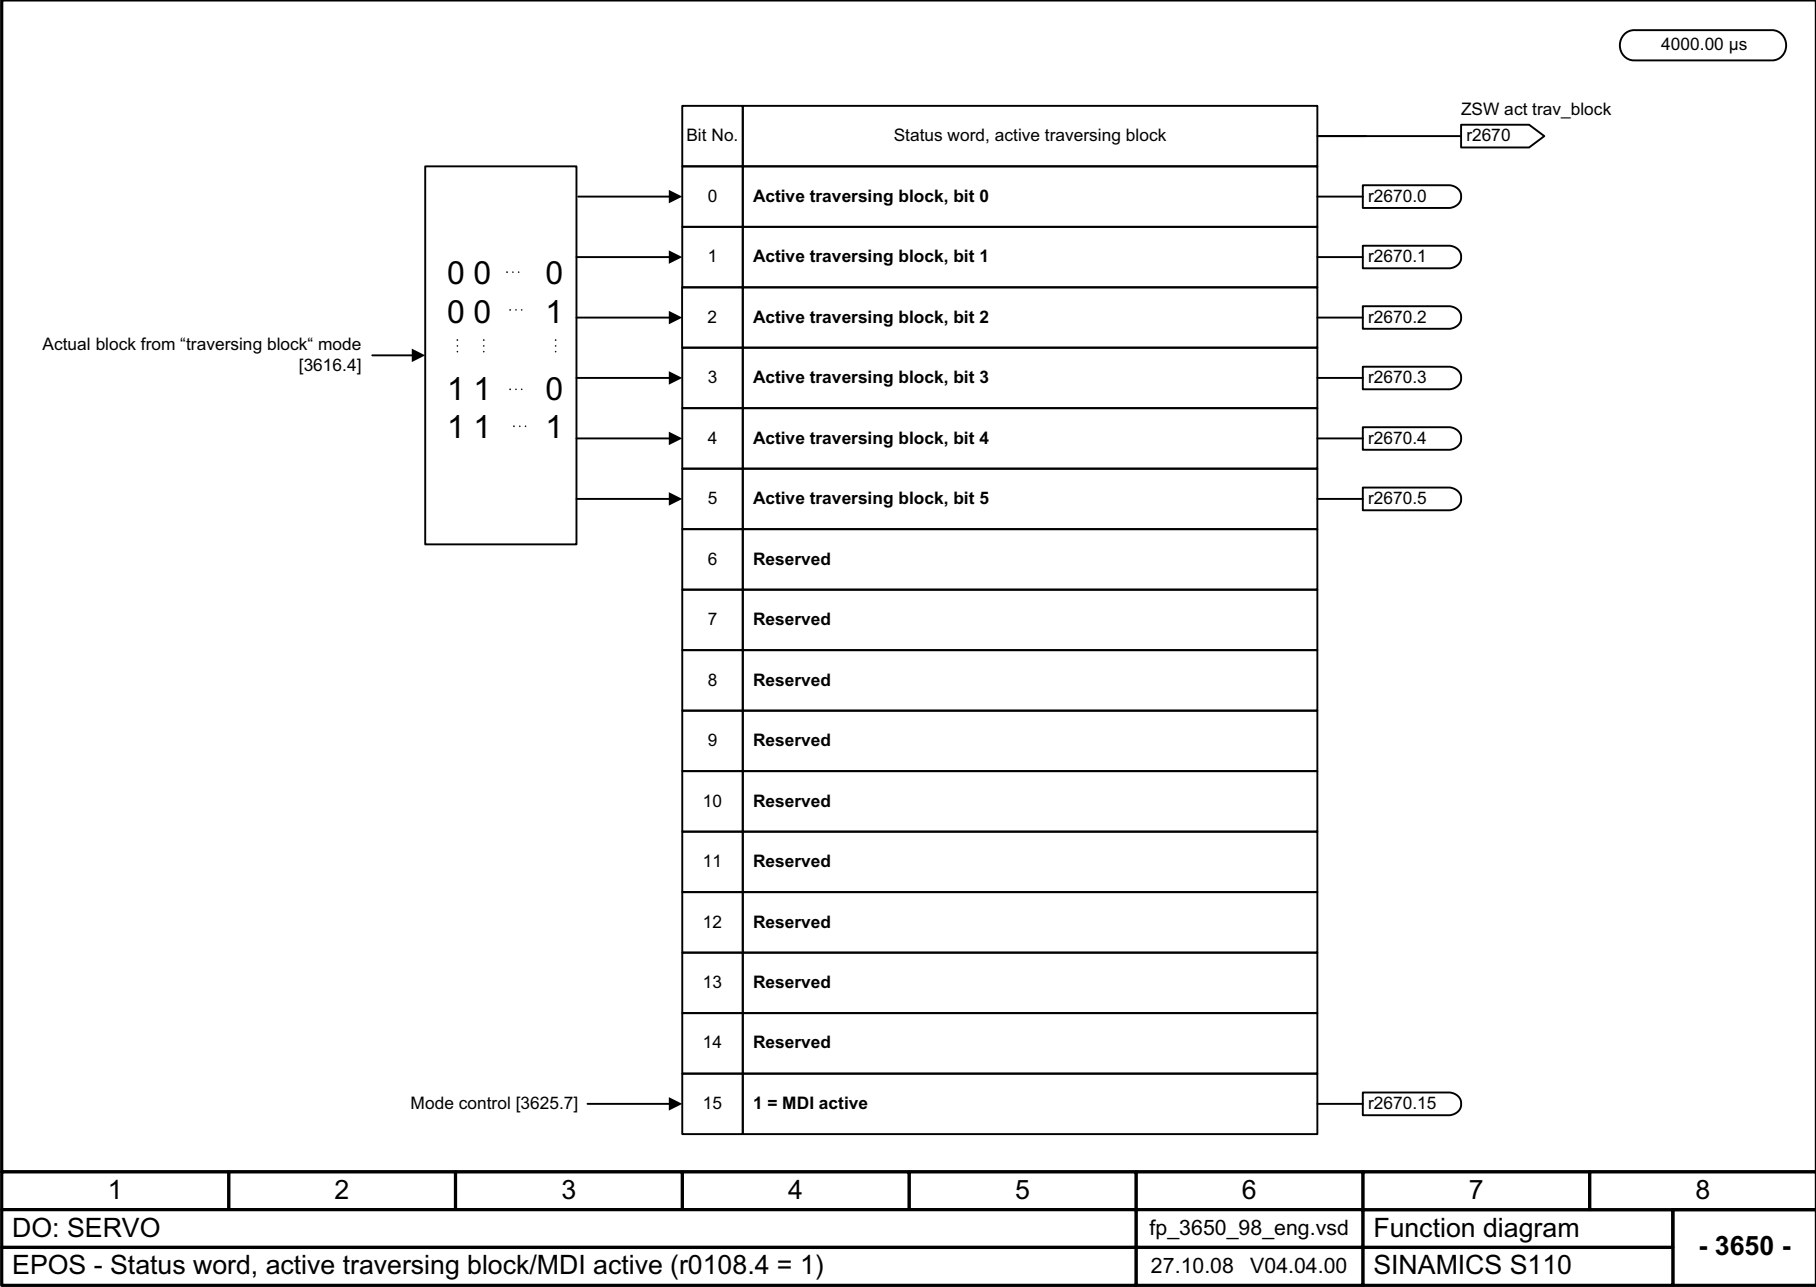 4000.00 µs
ZSW act trav_block
Bit No. Status word, active traversing block r2670
0 Active traversing block, bit 0 r2670.0
1 Active traversing block, bit 1 r2670.1
0 0 ... 0
0 0 ... 1
2 Active traversing block, bit 2 r2670.2
Actual block from “traversing block“ mode
[3616.4]
1 1 ... 0
1 1 ... 1
3 Active traversing block, bit 3 r2670.3
4 Active traversing block, bit 4 r2670.4
5 Active traversing block, bit 5 r2670.5
6 Reserved
7 Reserved
8 Reserved
9 Reserved
10 Reserved
11 Reserved
12 Reserved
13 Reserved
14 Reserved
Mode control [3625.7] 15 1 = MDI active r2670.15
1 2 3 4 5 6 7 8
DO: SERVO fp_3650_98_eng.vsd Function diagram
- 3650 -
EPOS - Status word, active traversing block/MDI active (r0108.4 = 1) 27.10.08 V04.04.00 SINAMICS S110